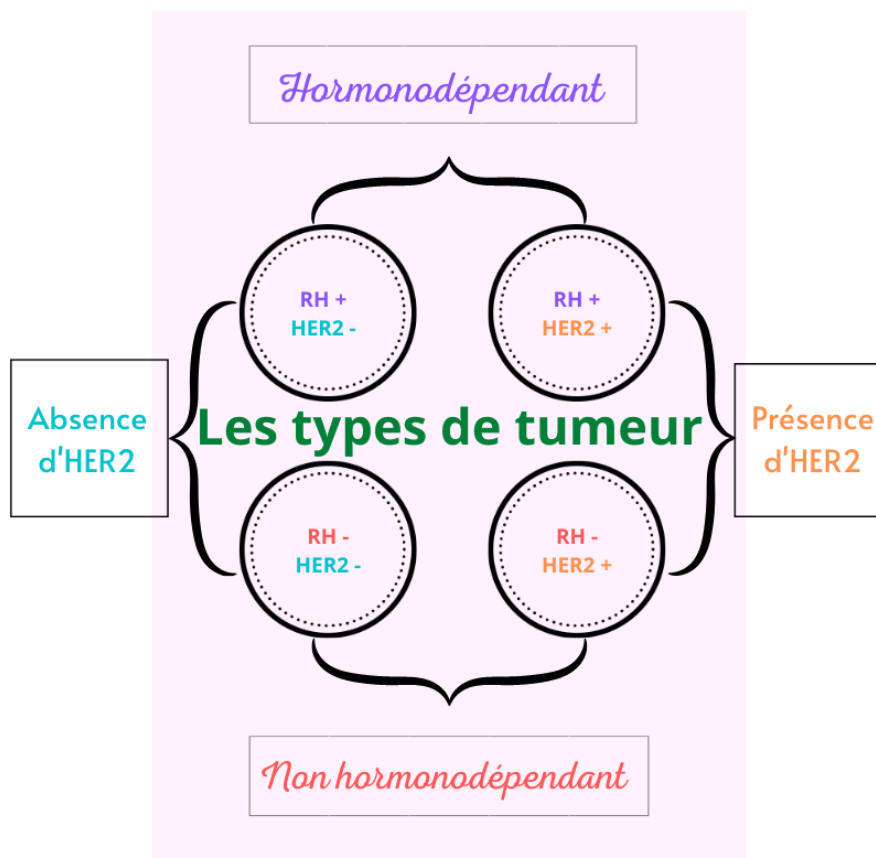 Hormonodépendant
RH +
HER2 -
RH +
HER2 +
Absence
d'HER2
Les types de tumeur
Présence
d'HER2
RH -
HER2 -
RH -
HER2 +
Non hormonodépendant